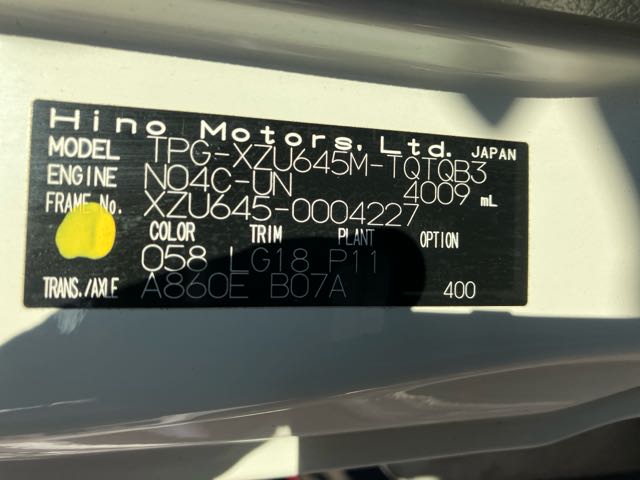 Hino Motors, Ltd. JAPAN
MODEL TPG-XZU645M-TQTQB3
ENGINE N04C-UN 4009 mL
FRAME No. XZU645-0004227
COLOR TRIM PLANT OPTION
058 LG18 P11
TRANS./AXLE A860E B07A 400